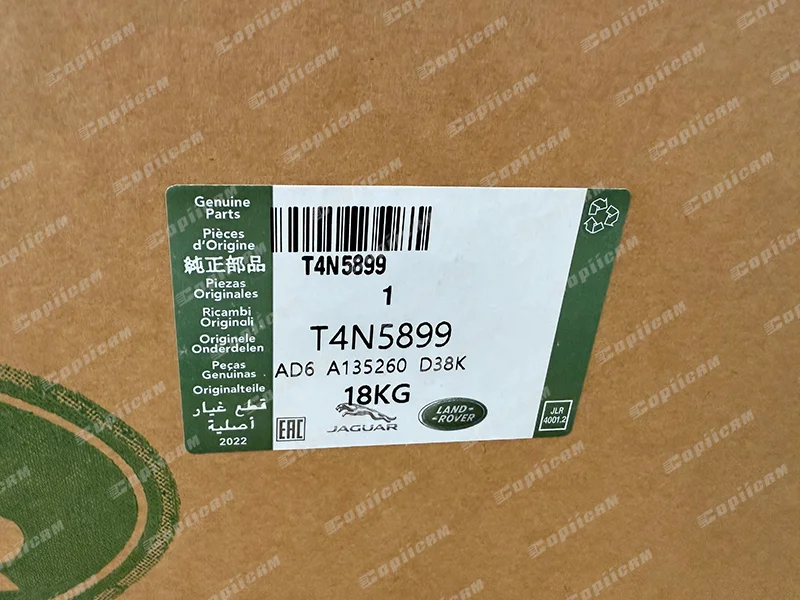 Genuine
Parts
Pièces
d'Origine
純正部品
Piezas
Originales
Ricambi
Originali
Originele
Onderdelen
Peças
Genuínas
Originalteile
قطع غيار
أصلية
2022
T4N5899
1
T4N5899
AD6 A135260 D38K
18KG
EAC
JAGUAR
LAND-
-ROVER
JLR
4001.2
Copiicam